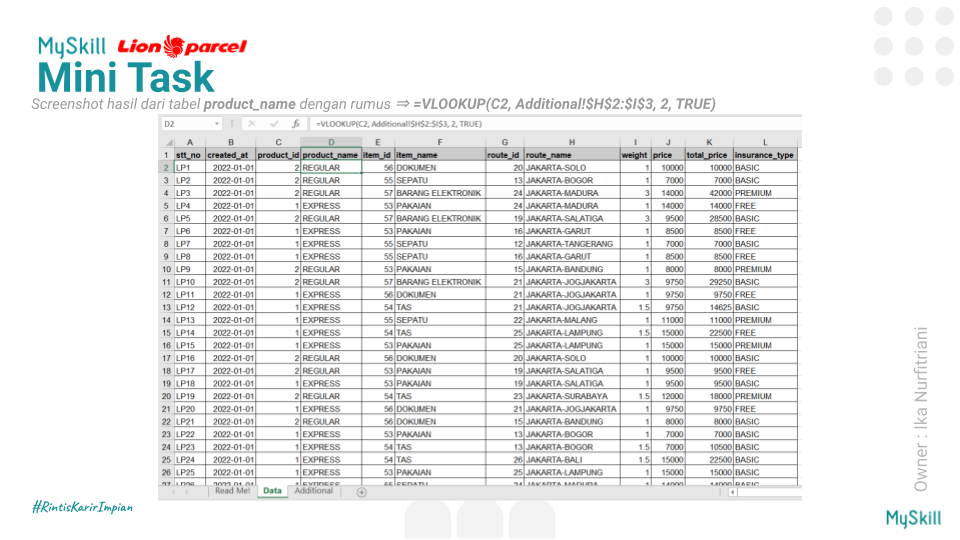 MySkill Lion parcel
Mini Task
Screenshot hasil dari tabel product_name dengan rumus ⇒ =VLOOKUP(C2, Additional!$H$2:$I$3, 2, TRUE)
D2 fx =VLOOKUP(C2, Additional!$H$2:$I$3, 2, TRUE)
A B C D E F G H I J K L
1 stt_no created_at product_id product_name item_id item_name route_id route_name weight price total_price insurance_type
2 LP1 2022-01-01 2 REGULAR 56 DOKUMEN 20 JAKARTA-SOLO 1 10000 10000 BASIC
3 LP2 2022-01-01 2 REGULAR 55 SEPATU 13 JAKARTA-BOGOR 1 7000 7000 BASIC
4 LP3 2022-01-01 2 REGULAR 57 BARANG ELEKTRONIK 24 JAKARTA-MADURA 3 14000 42000 PREMIUM
5 LP4 2022-01-01 1 EXPRESS 53 PAKAIAN 24 JAKARTA-MADURA 1 14000 14000 FREE
6 LP5 2022-01-01 2 REGULAR 57 BARANG ELEKTRONIK 19 JAKARTA-SALATIGA 3 9500 28500 BASIC
7 LP6 2022-01-01 1 EXPRESS 53 PAKAIAN 16 JAKARTA-GARUT 1 8500 8500 FREE
8 LP7 2022-01-01 1 EXPRESS 55 SEPATU 12 JAKARTA-TANGERANG 1 7000 7000 BASIC
9 LP8 2022-01-01 1 EXPRESS 55 SEPATU 16 JAKARTA-GARUT 1 8500 8500 FREE
10 LP9 2022-01-01 2 REGULAR 53 PAKAIAN 15 JAKARTA-BANDUNG 1 8000 8000 PREMIUM
11 LP10 2022-01-01 2 REGULAR 57 BARANG ELEKTRONIK 21 JAKARTA-JOGJAKARTA 3 9750 29250 BASIC
12 LP11 2022-01-01 1 EXPRESS 56 DOKUMEN 21 JAKARTA-JOGJAKARTA 1 9750 9750 FREE
13 LP12 2022-01-01 1 EXPRESS 54 TAS 21 JAKARTA-JOGJAKARTA 1.5 9750 14625 BASIC
14 LP13 2022-01-01 1 EXPRESS 55 SEPATU 22 JAKARTA-MALANG 1 11000 11000 PREMIUM
15 LP14 2022-01-01 1 EXPRESS 54 TAS 25 JAKARTA-LAMPUNG 1.5 15000 22500 FREE
16 LP15 2022-01-01 1 EXPRESS 53 PAKAIAN 25 JAKARTA-LAMPUNG 1 15000 15000 PREMIUM
17 LP16 2022-01-01 2 REGULAR 56 DOKUMEN 20 JAKARTA-SOLO 1 10000 10000 BASIC
18 LP17 2022-01-01 2 REGULAR 53 PAKAIAN 19 JAKARTA-SALATIGA 1 9500 9500 FREE
19 LP18 2022-01-01 1 EXPRESS 53 PAKAIAN 19 JAKARTA-SALATIGA 1 9500 9500 BASIC
20 LP19 2022-01-01 2 REGULAR 54 TAS 23 JAKARTA-SURABAYA 1.5 12000 18000 PREMIUM
21 LP20 2022-01-01 1 EXPRESS 56 DOKUMEN 21 JAKARTA-JOGJAKARTA 1 9750 9750 FREE
22 LP21 2022-01-01 2 REGULAR 56 DOKUMEN 15 JAKARTA-BANDUNG 1 8000 8000 BASIC
23 LP22 2022-01-01 1 EXPRESS 53 PAKAIAN 13 JAKARTA-BOGOR 1 7000 7000 BASIC
24 LP23 2022-01-01 1 EXPRESS 54 TAS 13 JAKARTA-BOGOR 1.5 7000 10500 BASIC
25 LP24 2022-01-01 1 EXPRESS 54 TAS 26 JAKARTA-BALI 1.5 15000 22500 BASIC
26 LP25 2022-01-01 1 EXPRESS 53 PAKAIAN 25 JAKARTA-LAMPUNG 1 15000 15000 BASIC
27 LP26 2022-01-01 1 EXPRESS 55 SEPATU 24 JAKARTA-MADURA 1 14000 14000 BASIC
Read Me! Data Additional
Owner : Ika Nurfitriani
#RintisKarirImpian
MySkill